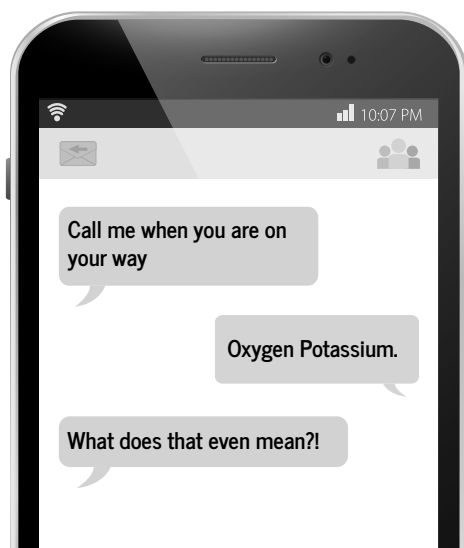 10:07 PM
Call me when you are on
your way
Oxygen Potassium.
What does that even mean?!